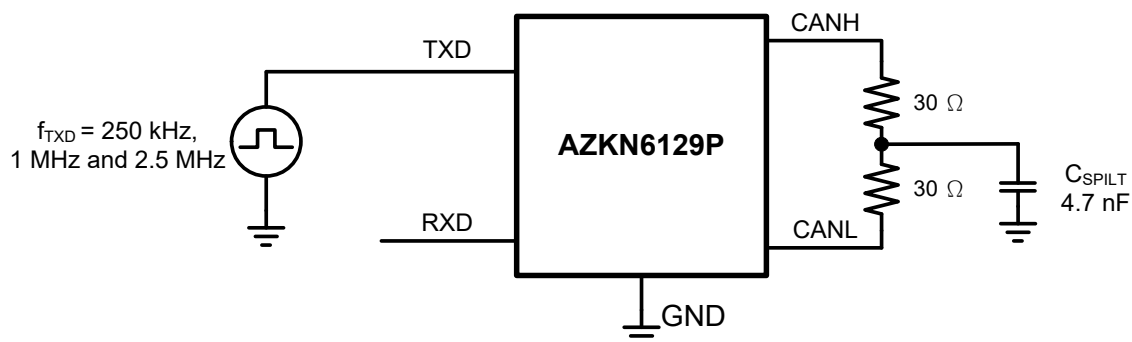 CANH
TXD
30 Ω
f_TXD = 250 kHz,
1 MHz and 2.5 MHz
AZKN6129P
C_SPILT
4.7 nF
30 Ω
RXD
CANL
GND